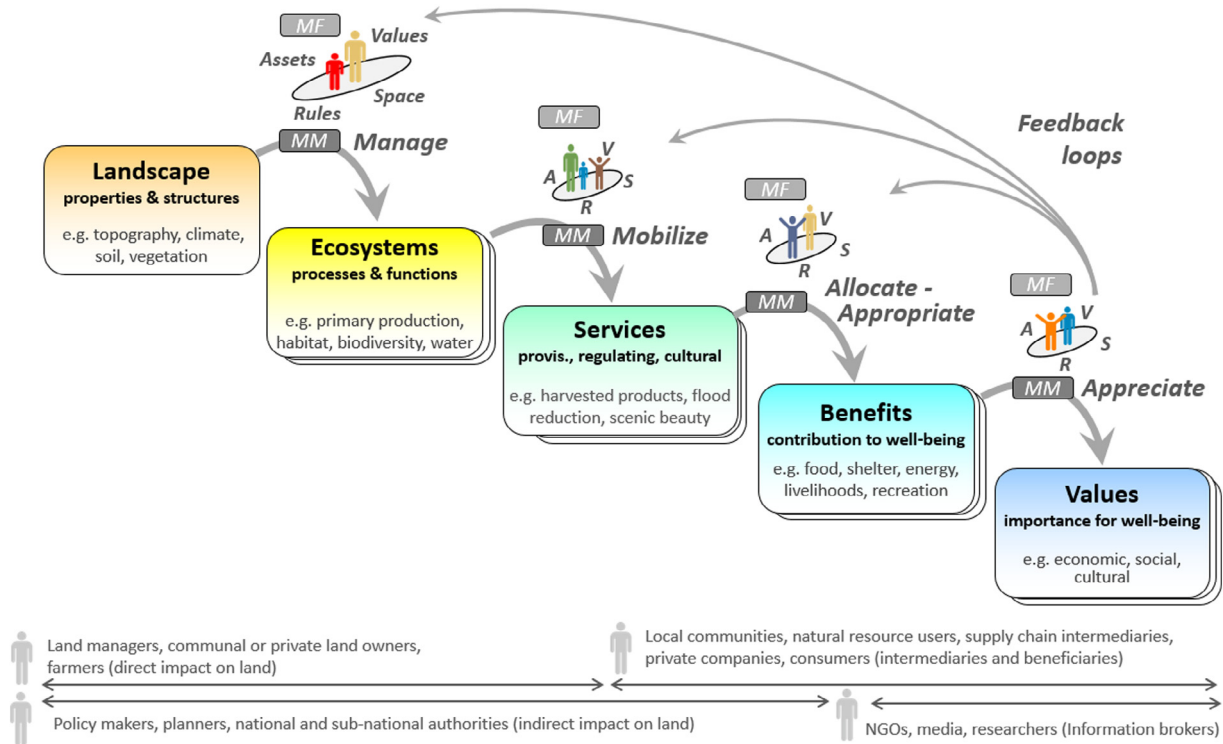 MF
Values
Assets
Space
Rules
MM
Manage
Landscape
properties & structures
e.g. topography, climate,
soil, vegetation
MF
V
A
S
R
MM
Mobilize
Feedback
loops
Ecosystems
processes & functions
e.g. primary production,
habitat, biodiversity, water
MF
V
A
S
R
MM
Allocate -
Appropriate
Services
provis., regulating, cultural
e.g. harvested products, flood
reduction, scenic beauty
MF
V
A
S
R
MM
Appreciate
Benefits
contribution to well-being
e.g. food, shelter, energy,
livelihoods, recreation
Values
importance for well-being
e.g. economic, social,
cultural
Land managers, communal or private land owners,
farmers (direct impact on land)
Local communities, natural resource users, supply chain intermediaries,
private companies, consumers (intermediaries and beneficiaries)
Policy makers, planners, national and sub-national authorities (indirect impact on land)
NGOs, media, researchers (Information brokers)